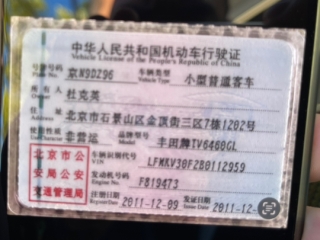 中华人民共和国机动车行驶证
Vehicle License of the People's Republic of China
号牌号码 京N9DZ96 车辆类型 小型普通客车
Plate No. Vehicle Type
所有人 杜克英
Owner
住址 北京市石景山区金顶街三区7栋1202号
Address
使用性质 非营运 品牌型号 丰田牌TV6460GL
Use Character Model
北京市公安局公安交通管理局
车辆识别代号 LFMKV30F2B0112959
VIN
发动机号码 F819473
Engine No.
注册日期 2011-12-09 发证日期 2011-12-
Register Date Issue Date